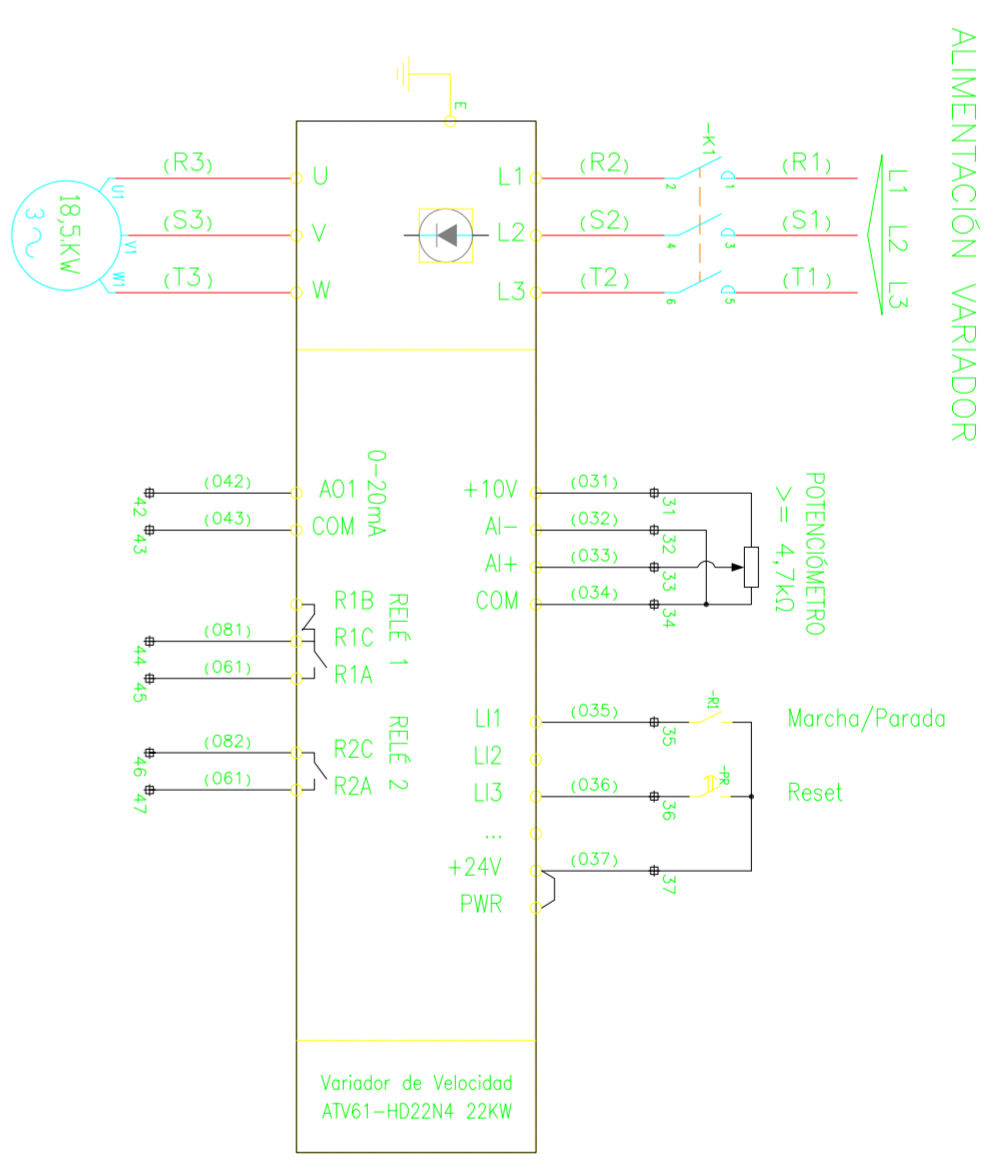 ALIMENTACIÓN VARIADOR
L1
L2
L3
(R1)
(S1)
(T1)
-K1
1
2
3
4
5
6
(R2)
(S2)
(T2)
E
L1
L2
L3
U
V
W
(R3)
(S3)
(T3)
U1
V1
W1
18,5.KW
3
POTENCIÓMETRO
>= 4,7kΩ
+10V (031) 31
AI- (032) 32
AI+ (033) 33
COM (034) 34
0-20mA
42 (042) AO1
43 (043) COM
RELÉ 1
R1B
44 (081) R1C
45 (061) R1A
RELÉ 2
46 (082) R2C
47 (061) R2A
LI1 (035) 35 -R1 Marcha/Parada
LI2
LI3 (036) 36 -PR Reset
...
+24V (037) 37
PWR
Variador de Velocidad
ATV61-HD22N4 22KW